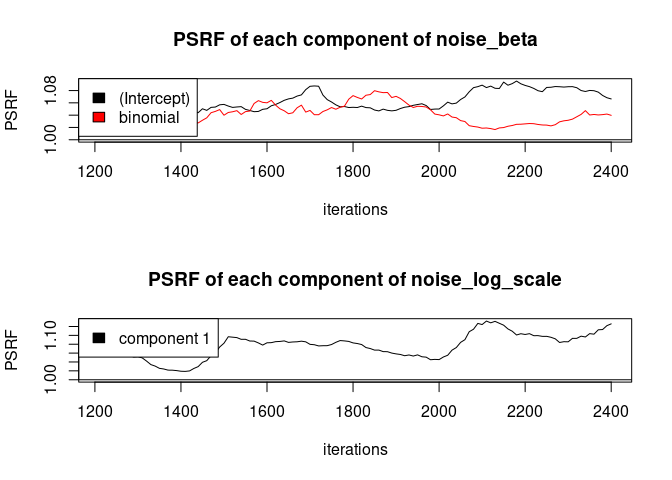 PSRF of each component of noise_beta
PSRF
1.08
1.00
(Intercept)
binomial
1200 1400 1600 1800 2000 2200 2400
iterations
PSRF of each component of noise_log_scale
PSRF
1.10
1.00
component 1
1200 1400 1600 1800 2000 2200 2400
iterations